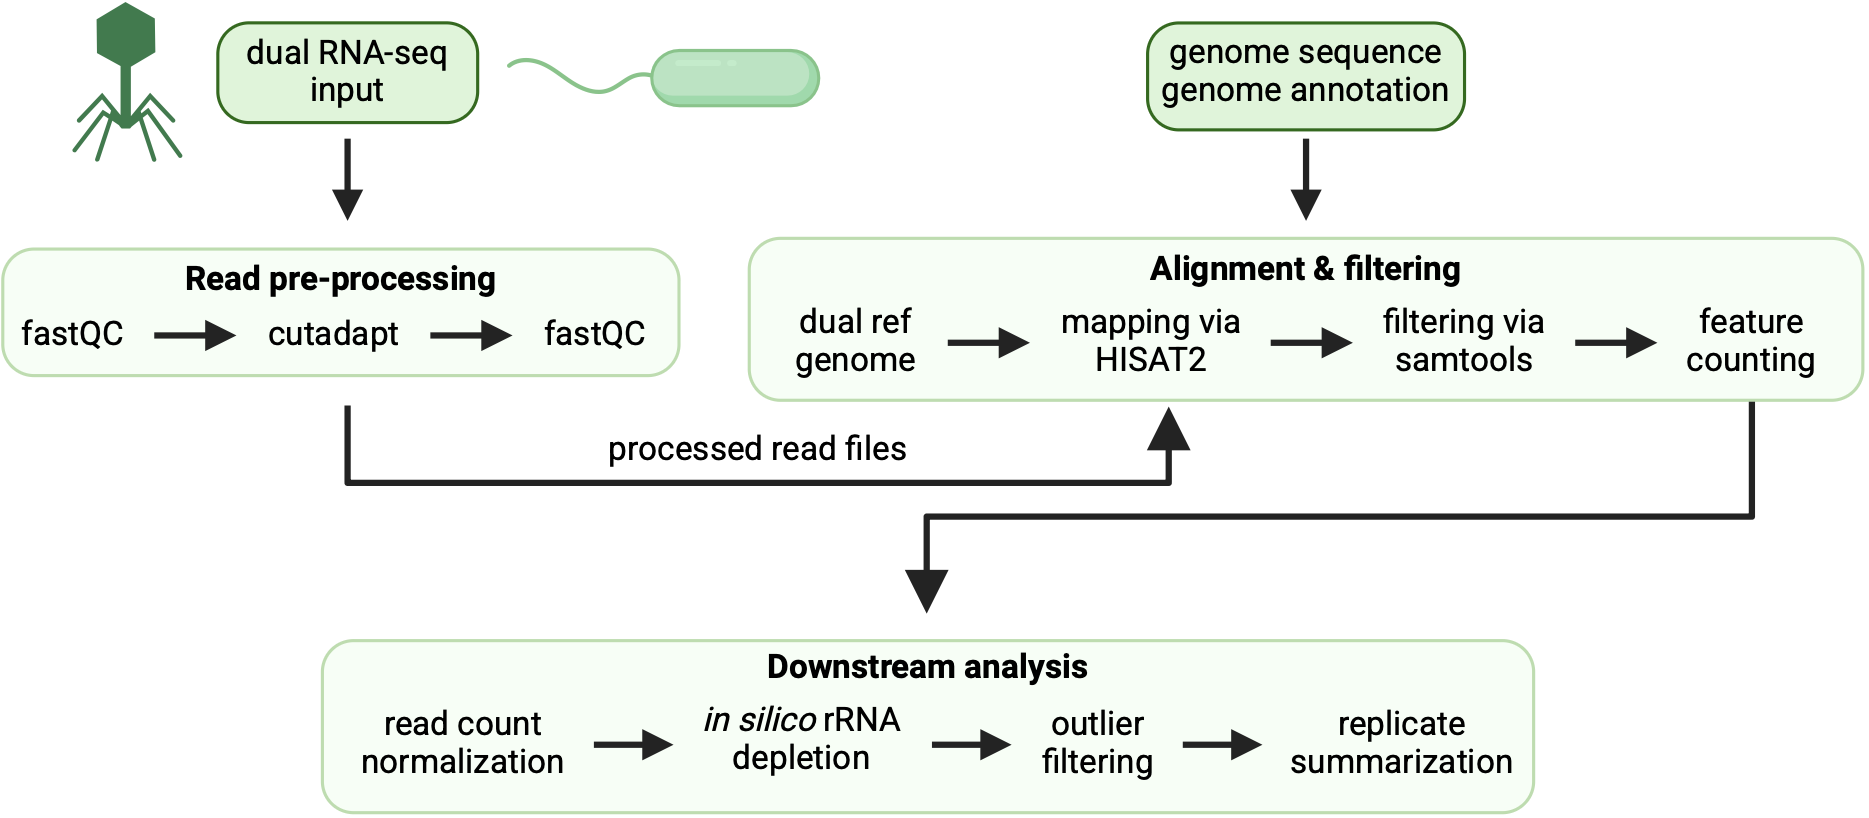 dual RNA-seq
input
genome sequence
genome annotation
Read pre-processing
fastQC
cutadapt
fastQC
Alignment & filtering
dual ref
genome
mapping via
HISAT2
filtering via
samtools
feature
counting
processed read files
Downstream analysis
read count
normalization
in silico rRNA
depletion
outlier
filtering
replicate
summarization